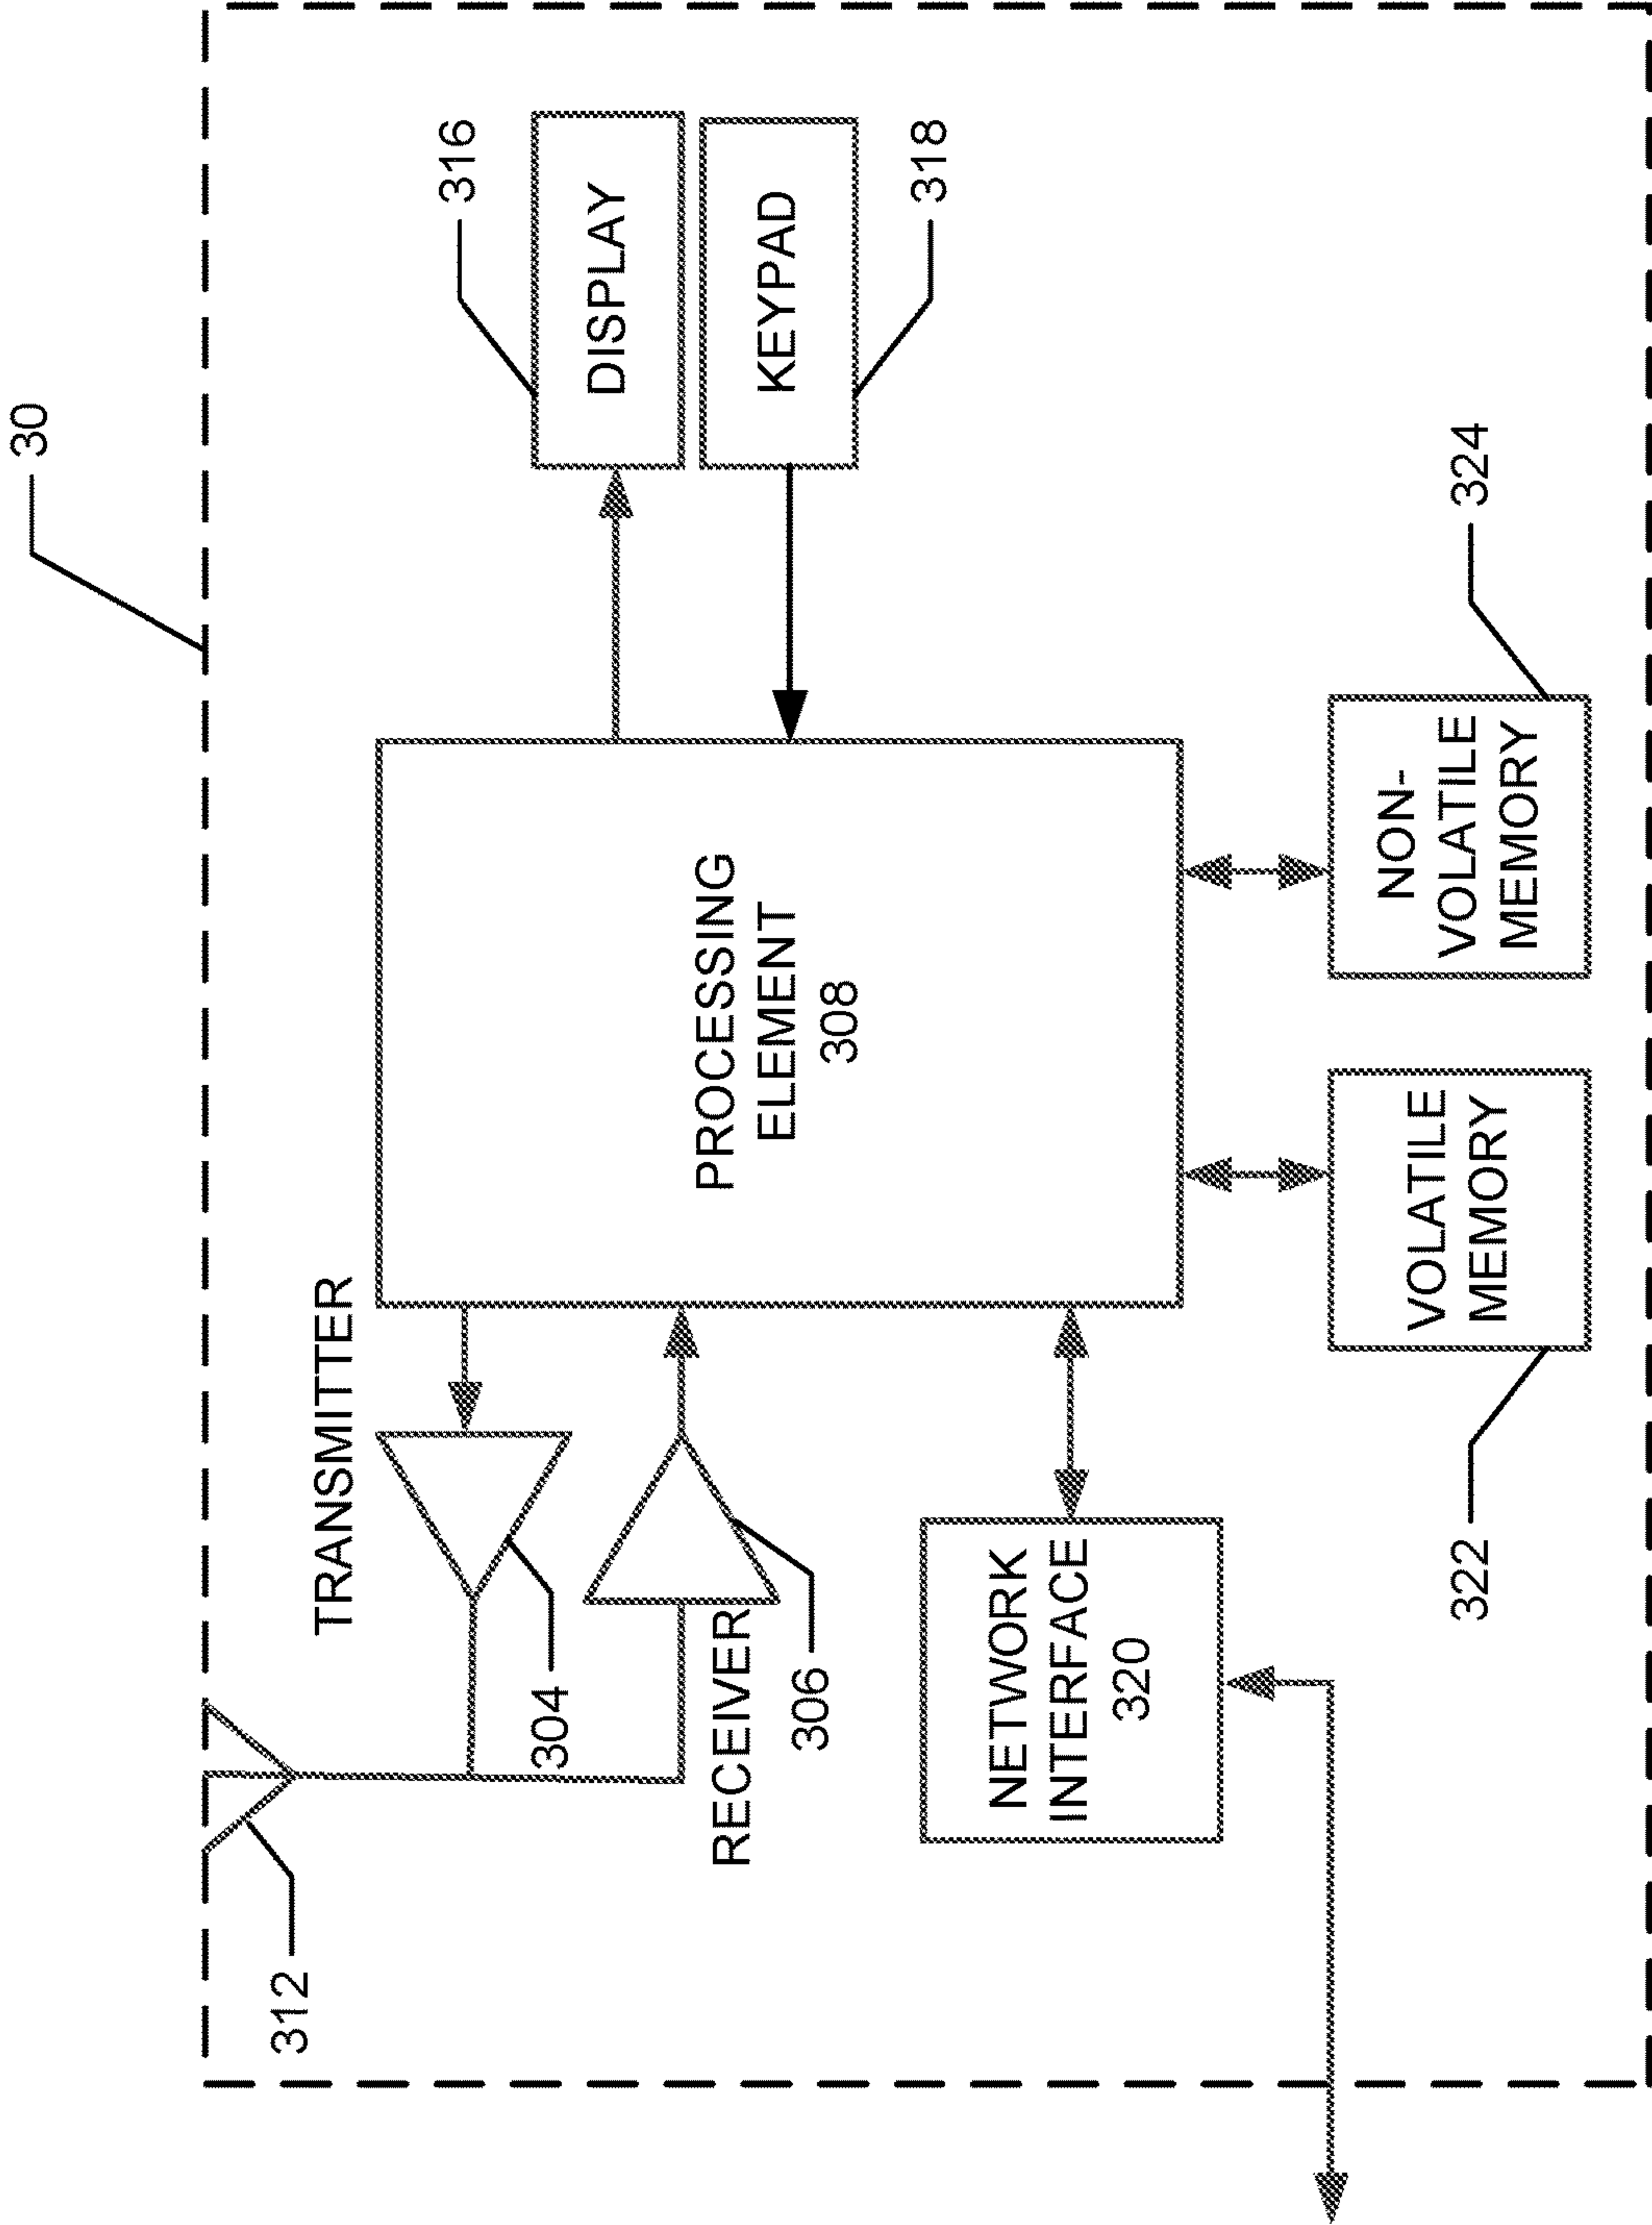 30
312
TRANSMITTER
304
RECEIVER
306
316
DISPLAY
KEYPAD
318
PROCESSING
ELEMENT
308
NETWORK
INTERFACE
320
322
VOLATILE
MEMORY
NON-
VOLATILE
MEMORY
324